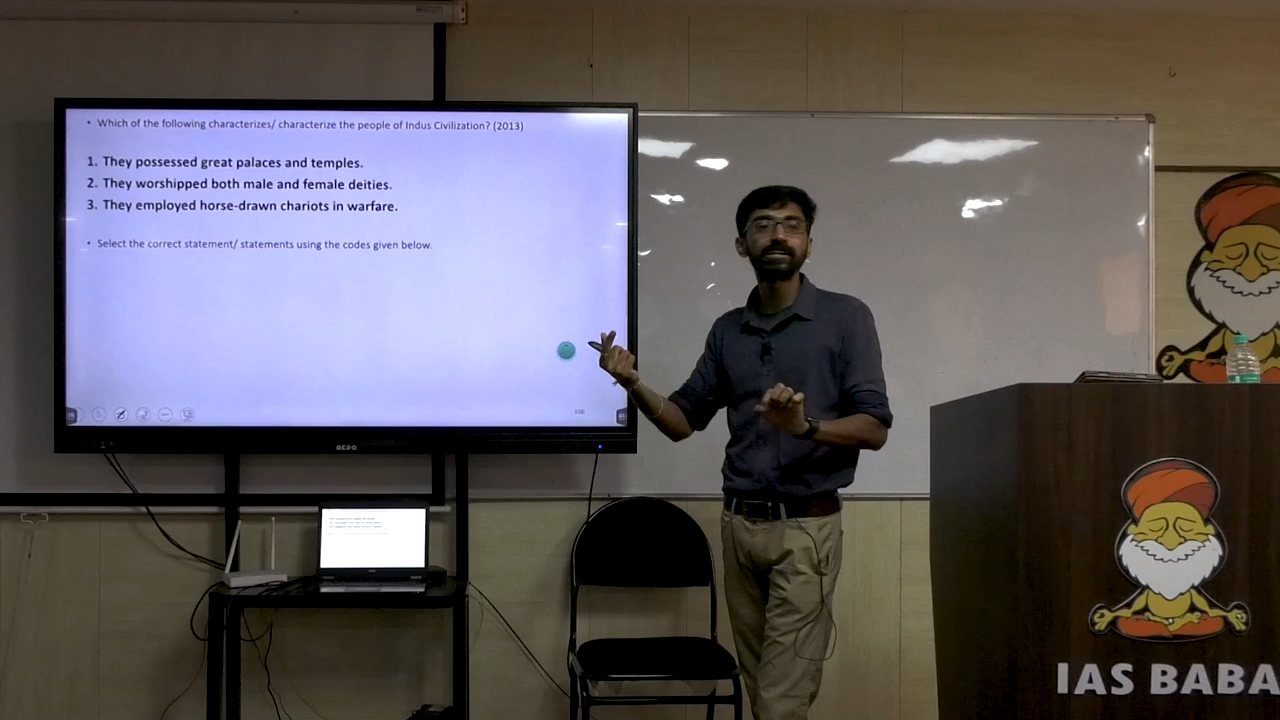 • Which of the following characterizes/ characterize the people of Indus Civilization? (2013)
1. They possessed great palaces and temples.
2. They worshipped both male and female deities.
3. They employed horse-drawn chariots in warfare.
• Select the correct statement/ statements using the codes given below.
106
IAS BABA